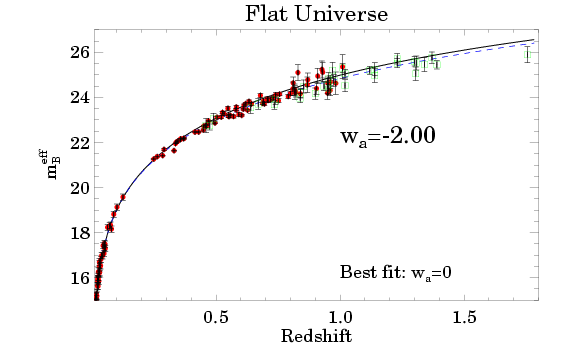 Flat Universe
26
24
22
20
18
16
m_B^eff
w_a=-2.00
Best fit: w_a=0
0.5
1.0
1.5
Redshift